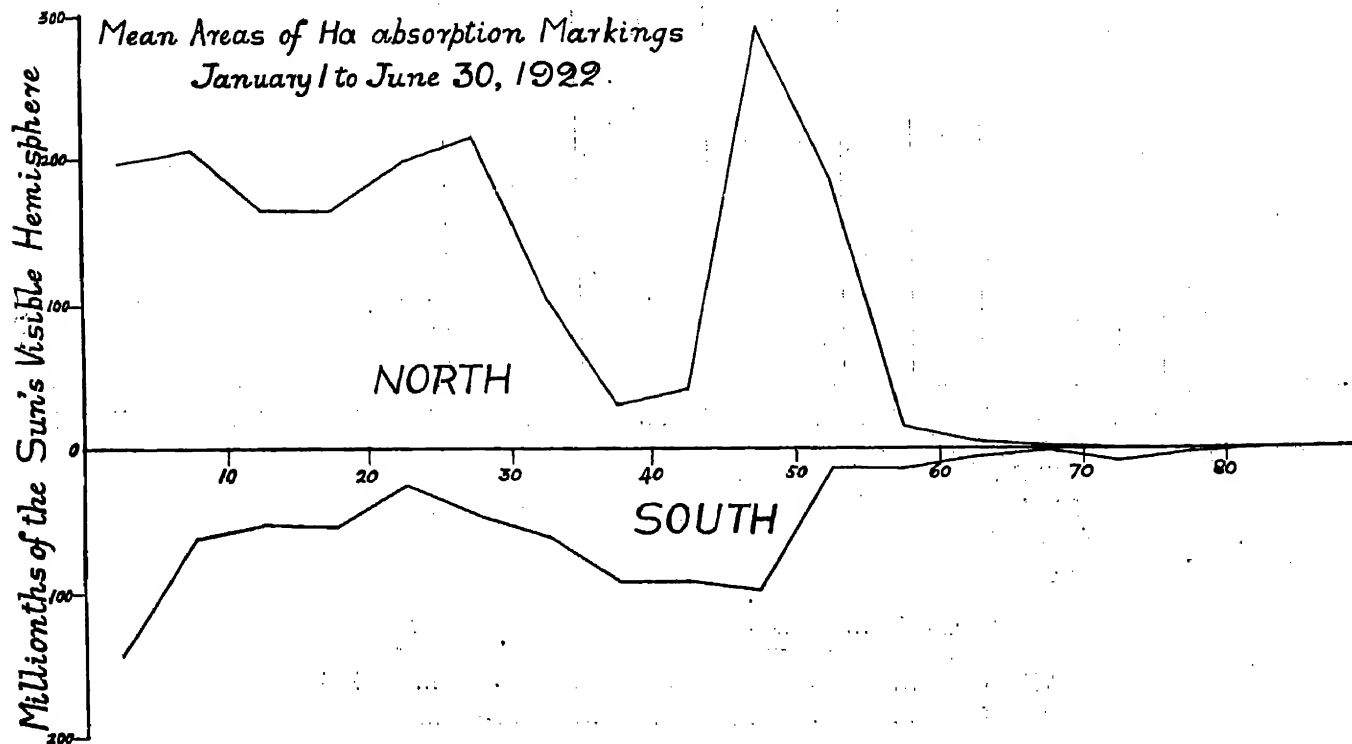 Mean Areas of Ha absorption Markings
January 1 to June 30, 1922.
Millionths of the Sun's Visible Hemisphere
300
200
100
0
100
200
NORTH
10 20 30 40 50 60 70 80
SOUTH